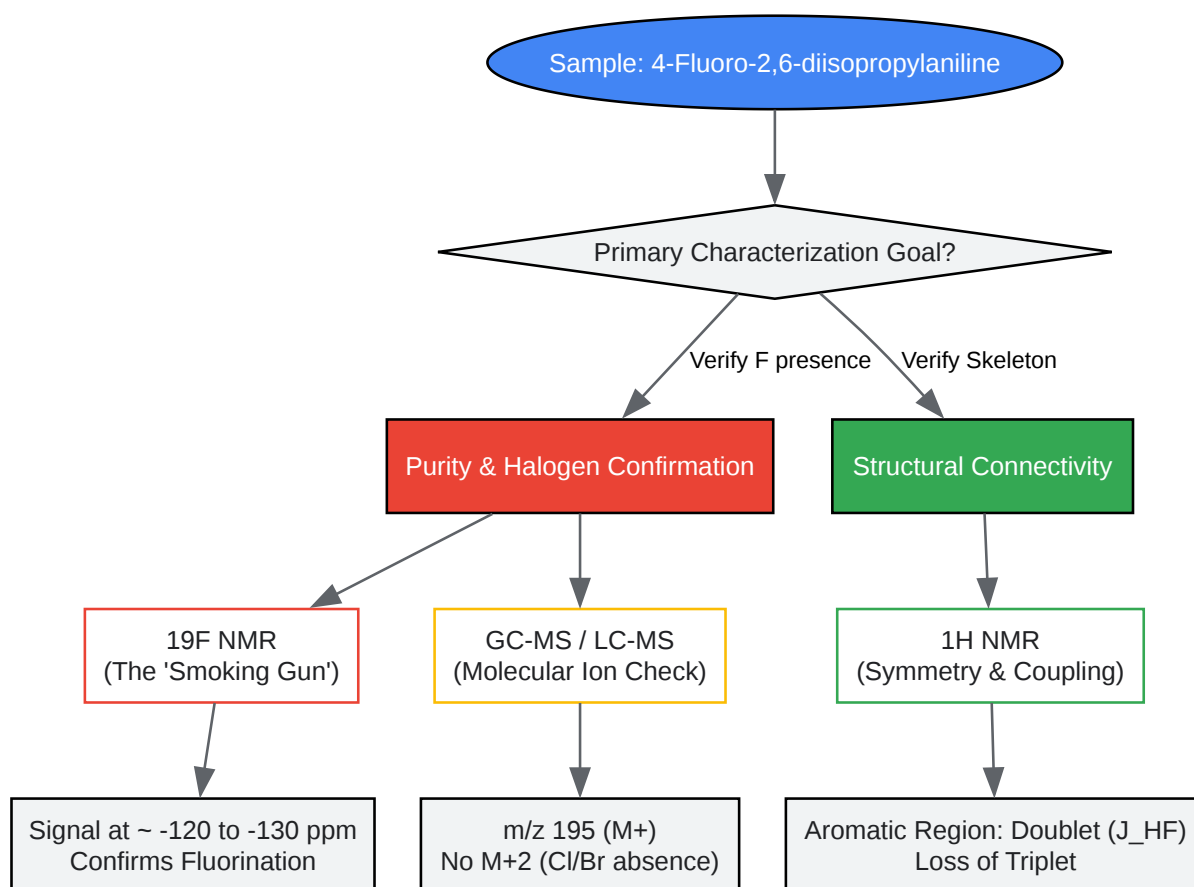 Sample: 4-Fluoro-2,6-diisopropylaniline
Primary Characterization Goal?
Verify F presence
Verify Skeleton
Purity & Halogen Confirmation
Structural Connectivity
19F NMR
(The 'Smoking Gun')
GC-MS / LC-MS
(Molecular Ion Check)
1H NMR
(Symmetry & Coupling)
Signal at ~ -120 to -130 ppm
Confirms Fluorination
m/z 195 (M+)
No M+2 (Cl/Br absence)
Aromatic Region: Doublet (J_HF)
Loss of Triplet